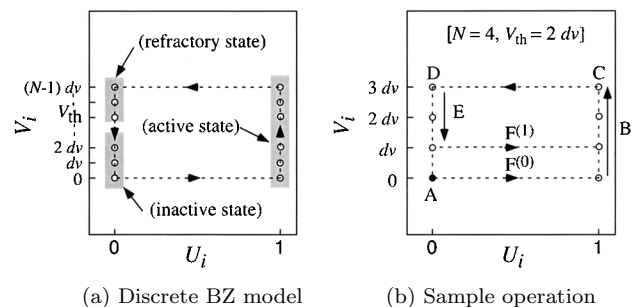 (refractory state)
(N-1) dv
V_th
V_i
(active state)
2 dv
dv
0
(inactive state)
0
1
U_i
(a) Discrete BZ model
[N = 4, V_th = 2 dv]
D
C
3 dv
E
2 dv
B
V_i
F^(1)
dv
F^(0)
0
A
0
1
U_i
(b) Sample operation